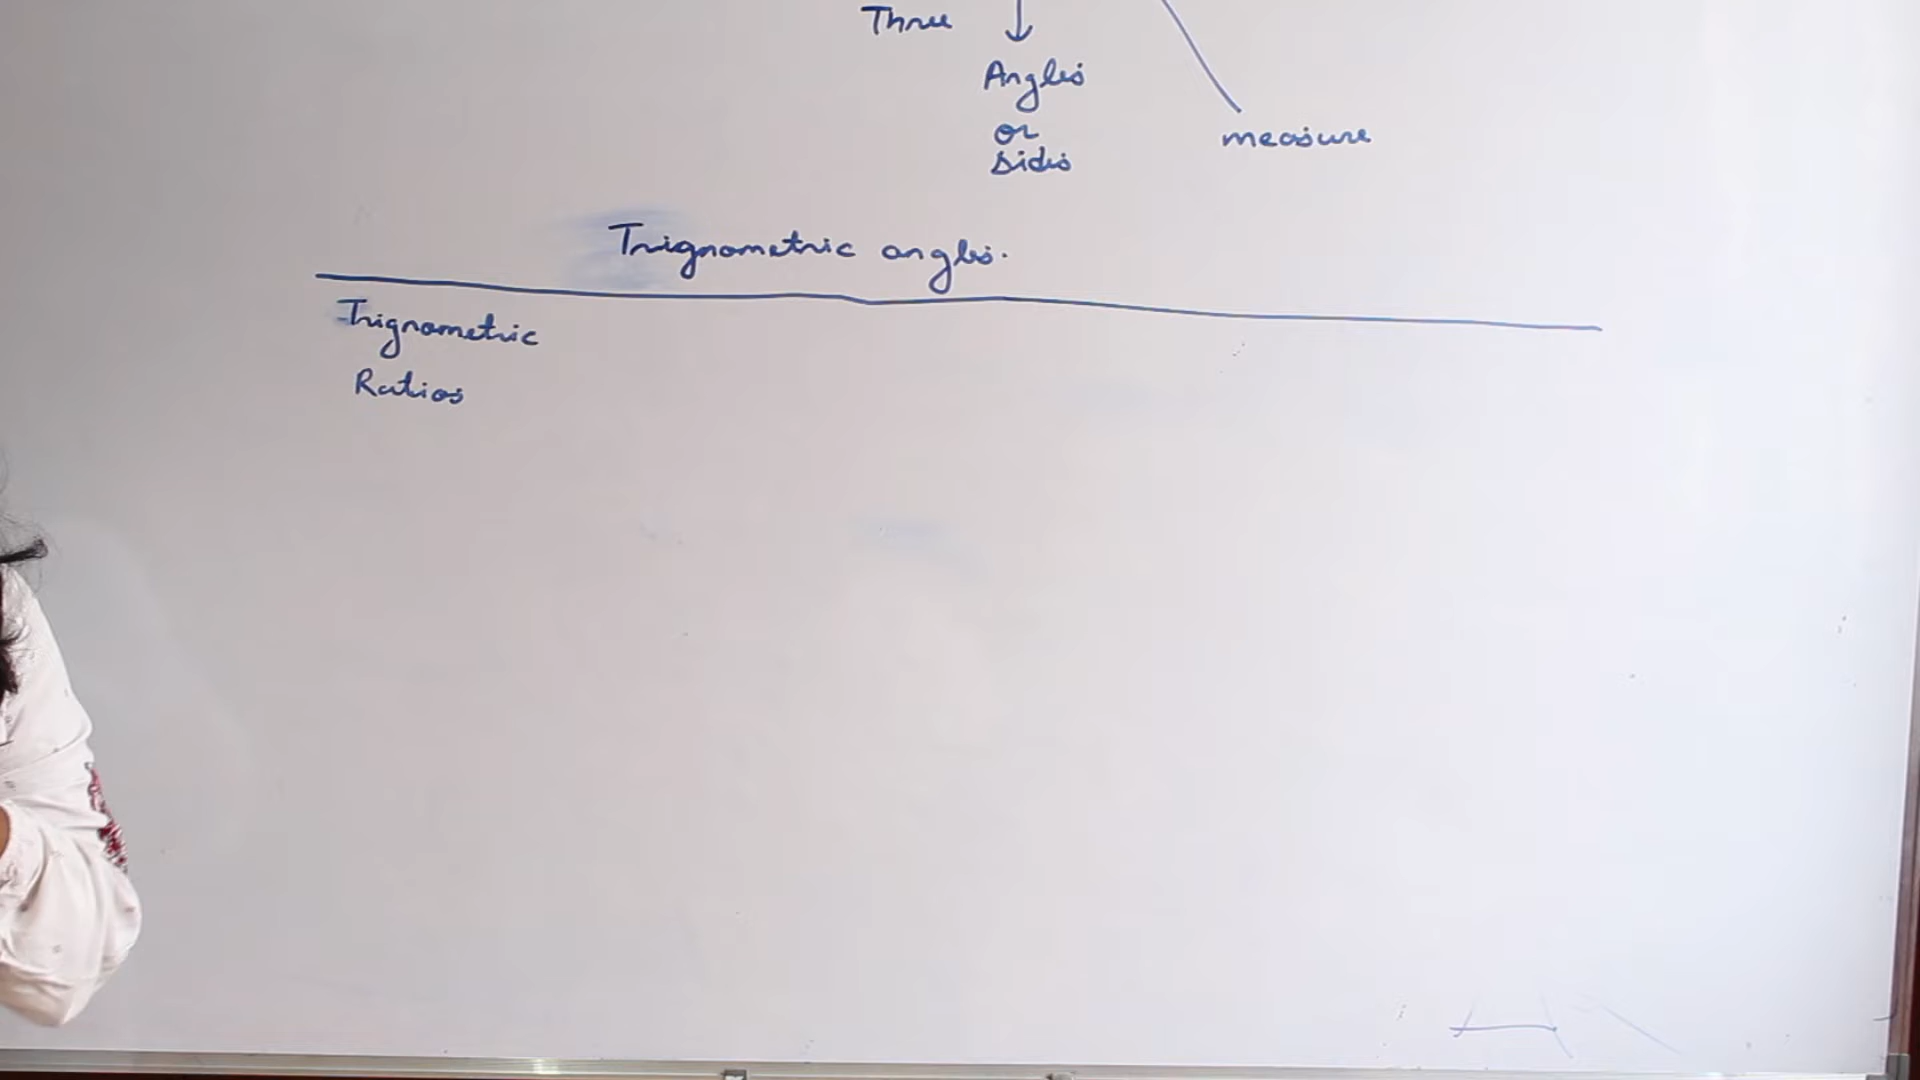 Three
Angles
or
sides
measure
Trignometric angles.
Trignometric
Ratios